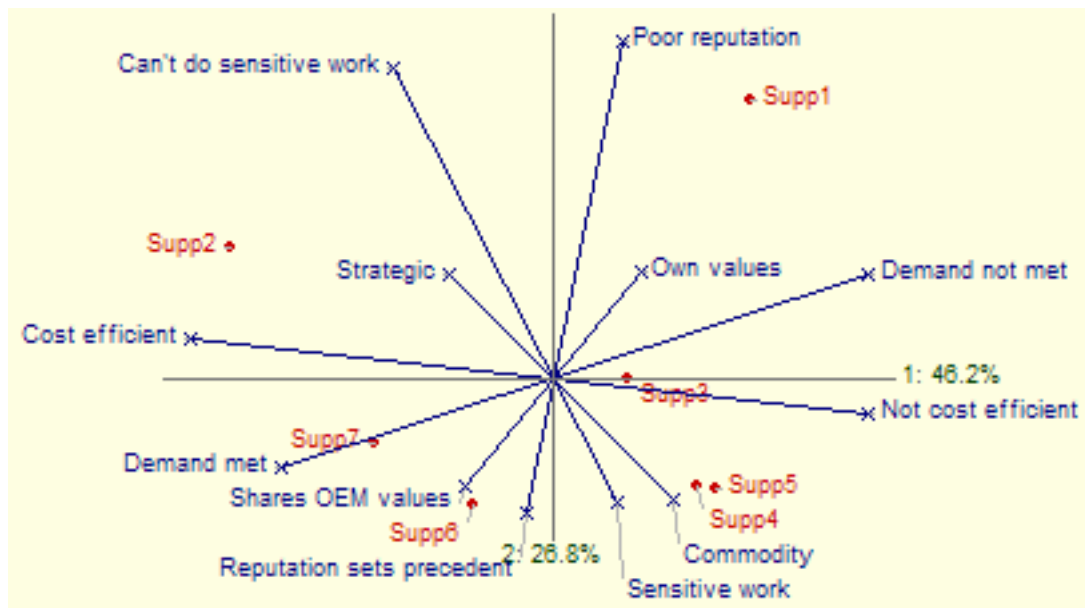 Poor reputation
Can't do sensitive work
Supp1
Supp2
Strategic
Own values
Demand not met
Cost efficient
1: 46.2%
Supp3
Not cost efficient
Supp7
Demand met
Shares OEM values
Supp5
Supp6
Supp4
2: 26.8%
Commodity
Reputation sets precedent
Sensitive work